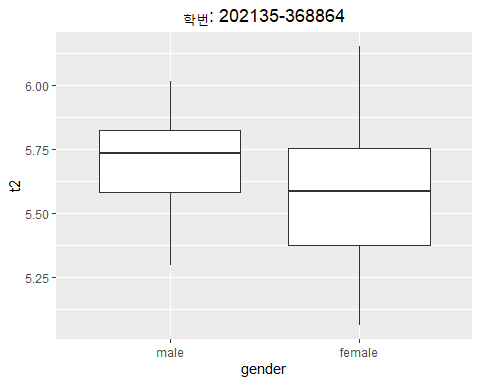 학번: 202135-368864
6.00
5.75
5.50
5.25
t2
male
female
gender